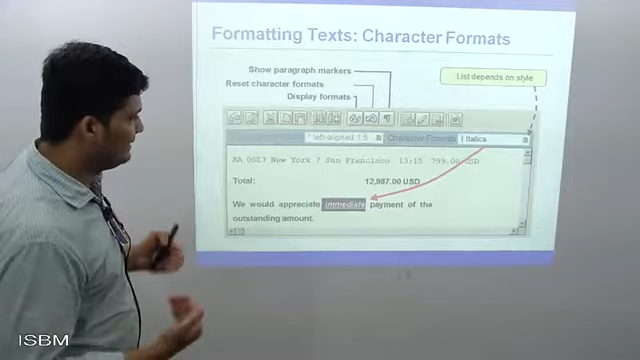 Formatting Texts: Character Formats
Show paragraph markers
Reset character formats
Display formats
List depends on style
left-aligned 1.5
Character Formats
I Italics
AA 0017 New York ? San Francisco 13:15 799.00 USD
Total: 12,987.00 USD
We would appreciate immediate payment of the
outstanding amount.
ISBM